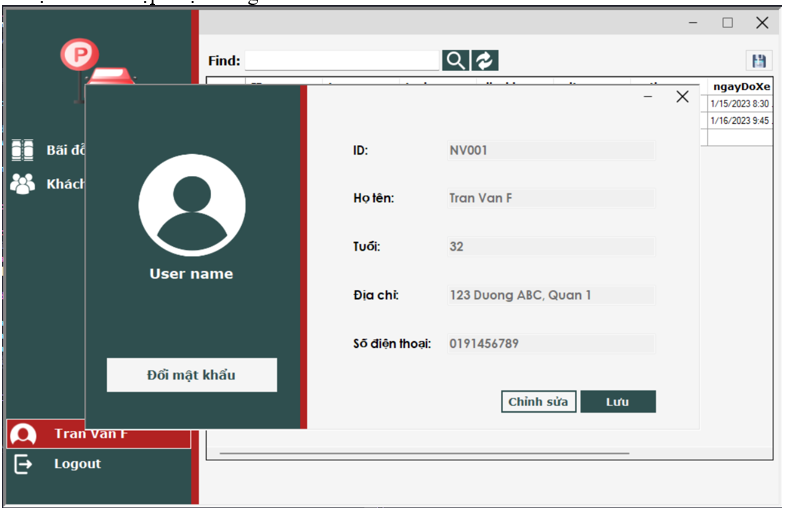 P
Find:
ngayDoXe
1/15/2023 8:30
1/16/2023 9:45
Bãi
Tran Van F
Logout
User name
Đổi mật khẩu
ID: NV001
Họ tên: Tran Van F
Tuổi: 32
Địa chỉ: 123 Duong ABC, Quan 1
Số điện thoại: 0191456789
Chỉnh sửa Lưu